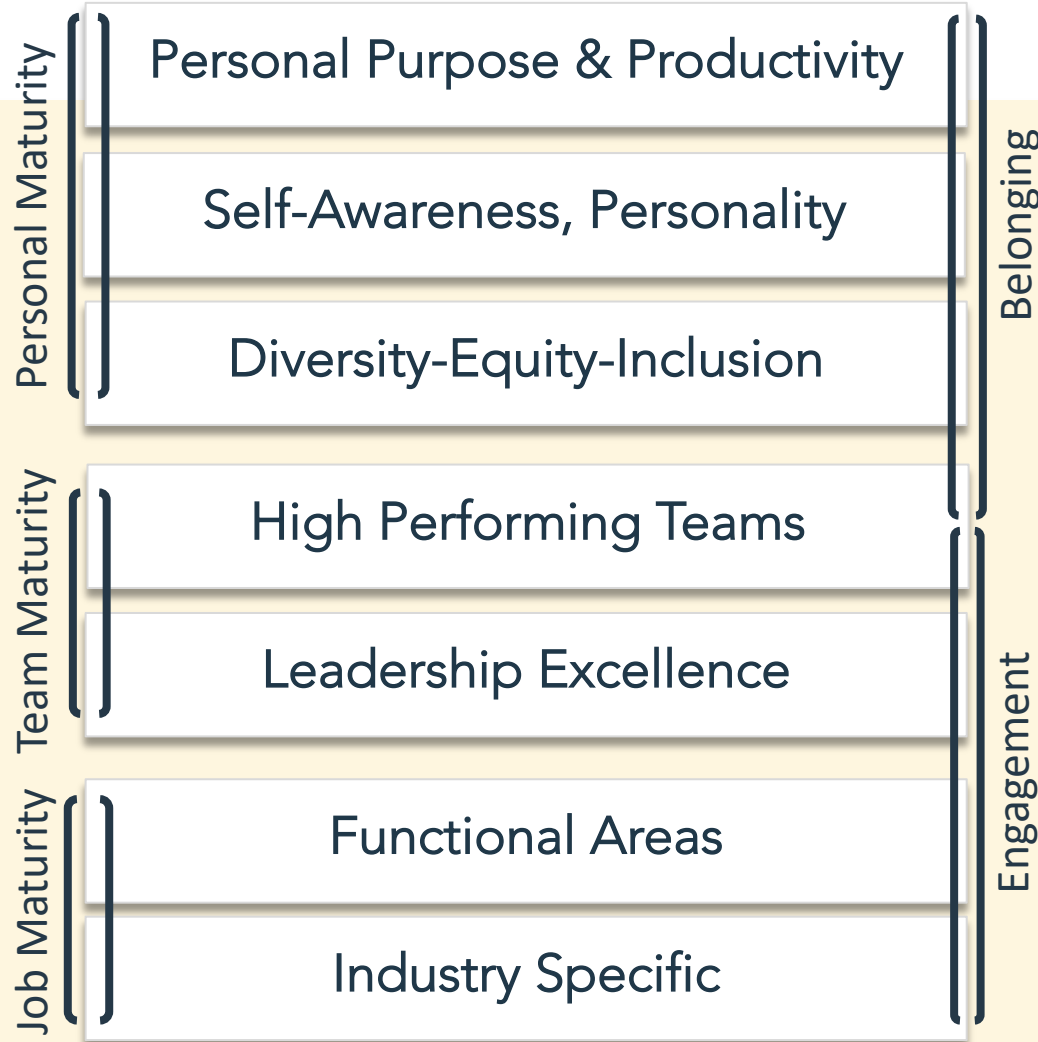 Personal Maturity
Personal Purpose & Productivity
Self-Awareness, Personality
Diversity-Equity-Inclusion
Belonging
Team Maturity
High Performing Teams
Leadership Excellence
Engagement
Job Maturity
Functional Areas
Industry Specific